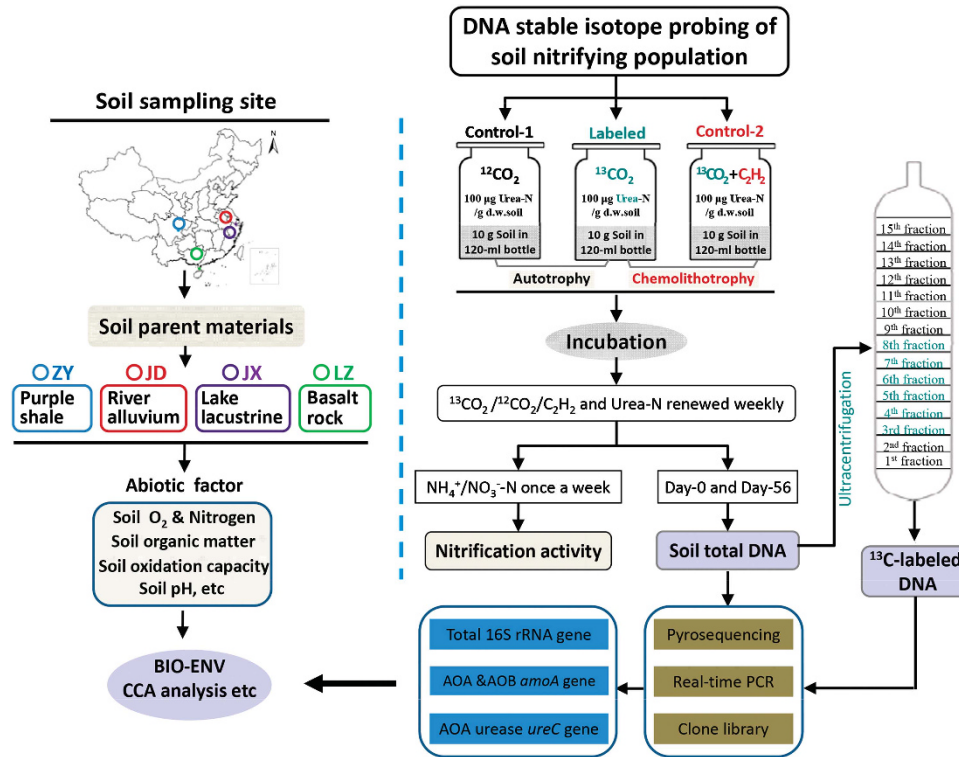 DNA stable isotope probing of
soil nitrifying population
Soil sampling site
N
Soil parent materials
ZY
JD
JX
LZ
Purple
shale
River
alluvium
Lake
lacustrine
Basalt
rock
Abiotic factor
Soil O₂ & Nitrogen
Soil organic matter
Soil oxidation capacity
Soil pH, etc
BIO-ENV
CCA analysis etc
Control-1
Labeled
Control-2
¹²CO₂
100 µg Urea-N
/g d.w.soil
10 g Soil in
120-ml bottle
¹³CO₂
100 µg Urea-N
/g d.w.soil
10 g Soil in
120-ml bottle
¹³CO₂+C₂H₂
100 µg Urea-N
/g d.w.soil
10 g Soil in
120-ml bottle
Autotrophy
Chemolithotrophy
Incubation
¹³CO₂/¹²CO₂/C₂H₂ and Urea-N renewed weekly
NH₄⁺/NO₃⁻-N once a week
Day-0 and Day-56
Nitrification activity
Soil total DNA
Ultracentrifugation
15th fraction
14th fraction
13th fraction
12th fraction
11th fraction
10th fraction
9th fraction
8th fraction
7th fraction
6th fraction
5th fraction
4th fraction
3rd fraction
2nd fraction
1st fraction
¹³C-labeled
DNA
Pyrosequencing
Real-time PCR
Clone library
Total 16S rRNA gene
AOA &AOB amoA gene
AOA urease ureC gene